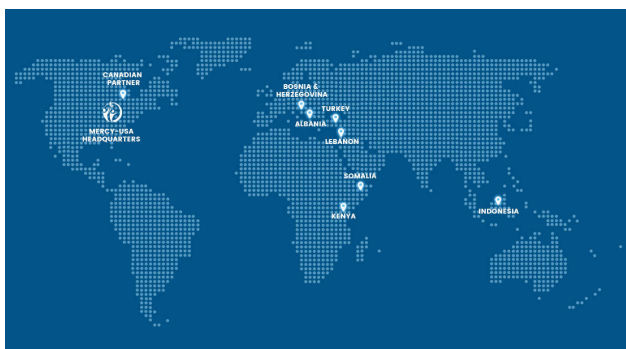 CANADIAN
PARTNER
MERCY-USA
HEADQUARTERS
BOSNIA &
HERZEGOVINA
TURKEY
ALBANIA
LEBANON
SOMALIA
KENYA
INDONESIA